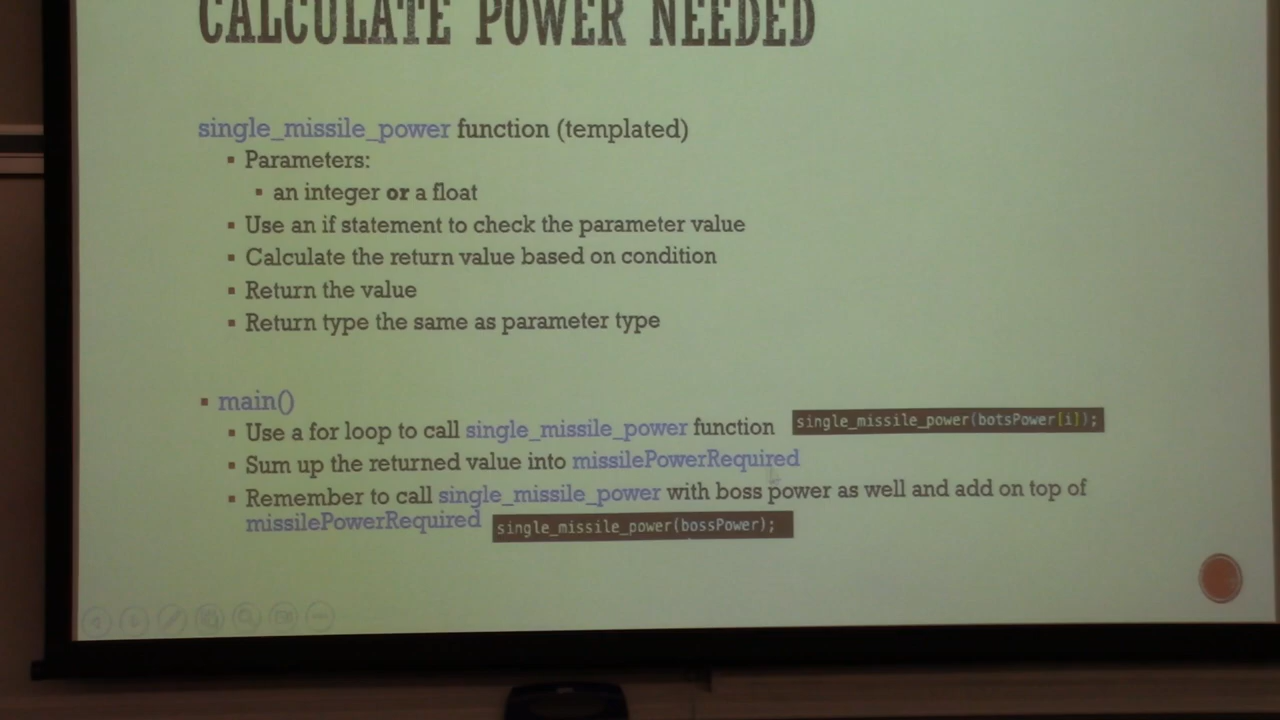 CALCULATE POWER NEEDED
single_missile_power function (templated)
▪ Parameters:
▪ an integer or a float
▪ Use an if statement to check the parameter value
▪ Calculate the return value based on condition
▪ Return the value
▪ Return type the same as parameter type
▪ main()
▪ Use a for loop to call single_missile_power function single_missile_power(botsPower[i]);
▪ Sum up the returned value into missilePowerRequired
▪ Remember to call single_missile_power with boss power as well and add on top of
missilePowerRequired single_missile_power(bossPower);